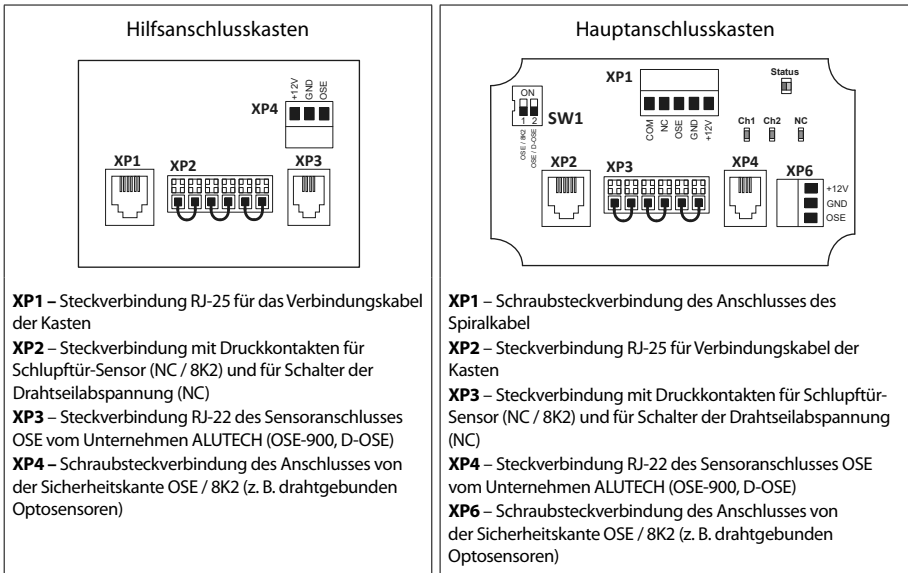 Hilfsanschlusskasten
+12V
GND
OSE
XP4
XP1
XP2
XP3
XP1 – Steckverbindung RJ-25 für das Verbindungskabel
der Kasten
XP2 – Steckverbindung mit Druckkontakten für
Schlupftür-Sensor (NC / 8K2) und für Schalter der
Drahtseilabspannung (NC)
XP3 – Steckverbindung RJ-22 des Sensoranschlusses
OSE vom Unternehmen ALUTECH (OSE-900, D-OSE)
XP4 – Schraubsteckverbindung des Anschlusses von
der Sicherheitskante OSE / 8K2 (z. B. drahtgebunden
Optosensoren)
Hauptanschlusskasten
XP1
Status
ON
1 2
SW1
OSE / 8K2
OSE / D-OSE
COM
NC
OSE
GND
+12V
Ch1 Ch2 NC
XP2
XP3
XP4
XP6
+12V
GND
OSE
XP1 – Schraubsteckverbindung des Anschlusses des
Spiralkabel
XP2 – Steckverbindung RJ-25 für Verbindungskabel der
Kasten
XP3 – Steckverbindung mit Druckkontakten für Schlupftür-
Sensor (NC / 8K2) und für Schalter der Drahtseilabspannung
(NC)
XP4 – Steckverbindung RJ-22 des Sensoranschlusses OSE
vom Unternehmen ALUTECH (OSE-900, D-OSE)
XP6 – Schraubsteckverbindung des Anschlusses von
der Sicherheitskante OSE / 8K2 (z. B. drahtgebunden
Optosensoren)